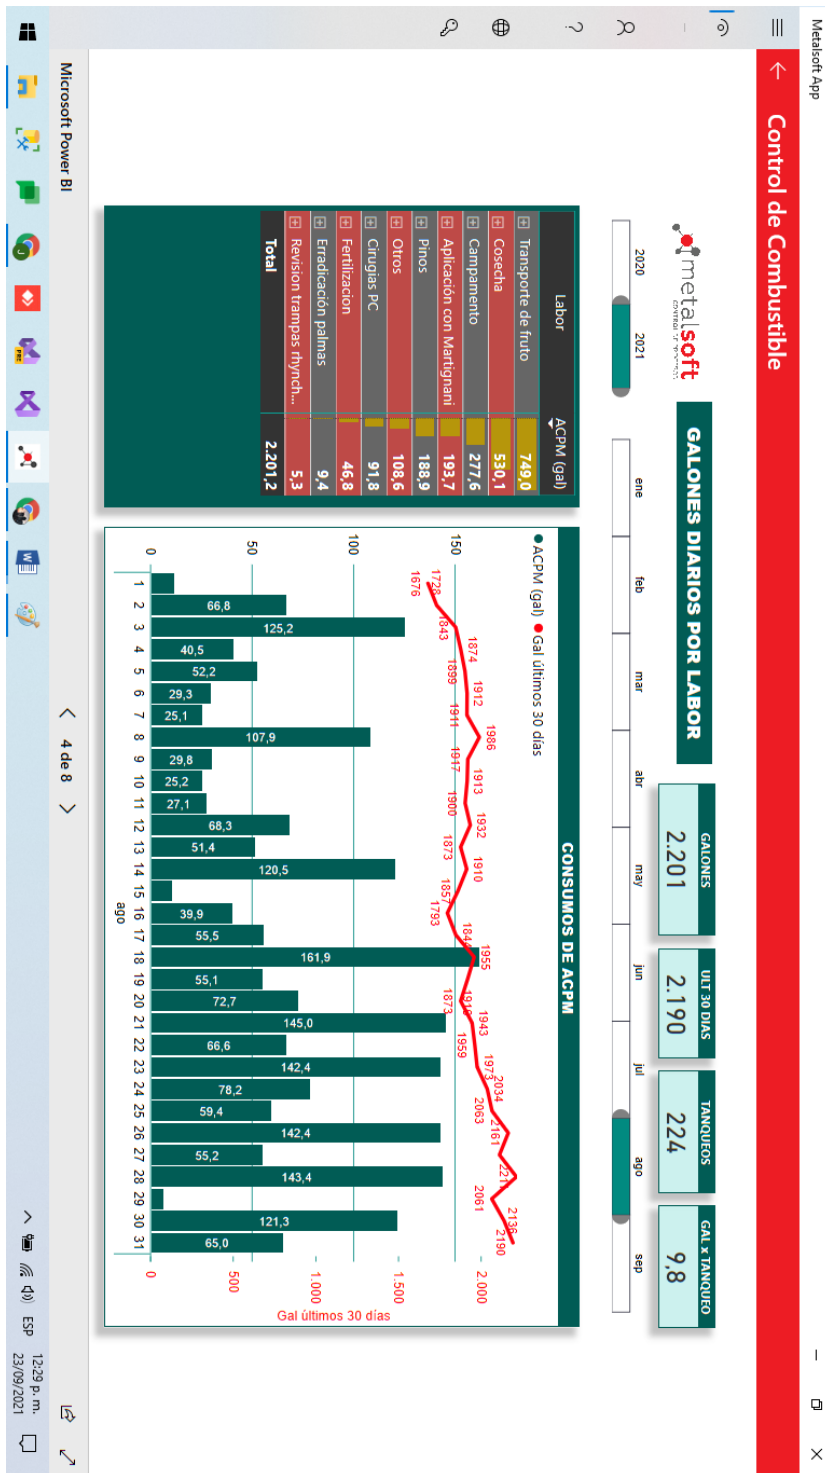 Metalsoft App
Control de Combustible
metalsoft
GALONES DIARIOS POR LABOR
GALONES
2.201
ULT 30 DIAS
2.190
TANQUEOS
224
GAL x TANQUEO
9,8
2020 2021
ene feb mar abr may jun jul ago sep
Labor ACPM (gal)
Transporte de fruto 749,0
Cosecha 530,1
Campamento 277,6
Aplicación con Martignani 193,7
Pinos 188,9
Otros 108,6
Cirugias PC 91,8
Fertilizacion 46,8
Erradicación palmas 9,4
Revision trampas rhynch... 5,3
Total 2.201,2
CONSUMOS DE ACPM
ACPM (gal) Gal últimos 30 días
150
100
50
0
2.000
1.500
1.000
500
0
Gal últimos 30 días
1676 1728 1843 1874 1899 1912 1911 1986 1917 1913 1900 1932 1873 1910 1857 1793 1844 1955 1873 1916 1943 1959 1973 2034 2063 2161 2211 2061 2136 2190
66,8 125,2 40,5 52,2 29,3 25,1 107,9 29,8 25,2 27,1 68,3 51,4 120,5 39,9 55,5 161,9 55,1 72,7 145,0 66,6 142,4 78,2 59,4 142,4 55,2 143,4 121,3 65,0
1 2 3 4 5 6 7 8 9 10 11 12 13 14 15 16 17 18 19 20 21 22 23 24 25 26 27 28 29 30 31
ago
Microsoft Power BI
4 de 8
PRE
ESP
12:29 p. m.
23/09/2021